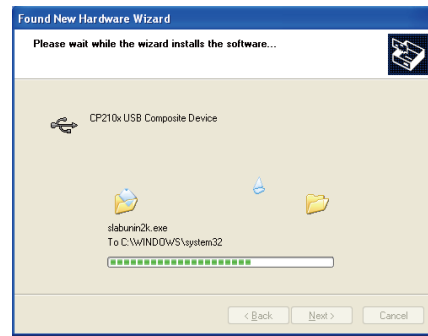 Found New Hardware Wizard
Please wait while the wizard installs the software...
CP210x USB Composite Device
slabunin2k.exe
To C:\WINDOWS\system32
< Back Next > Cancel